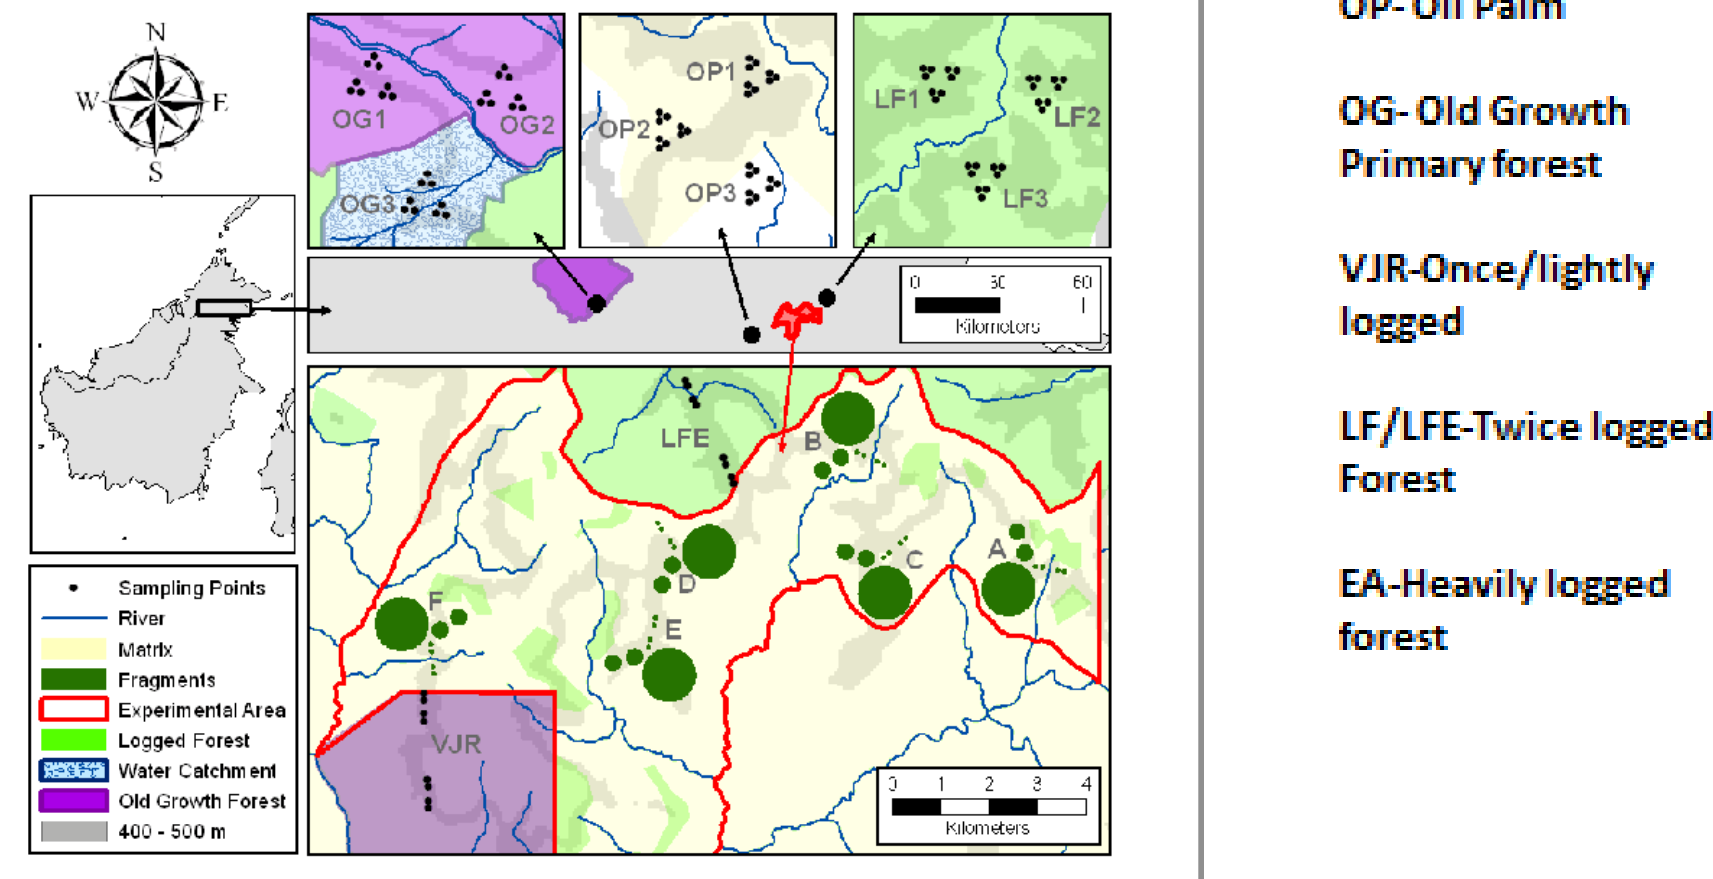 N
W
E
S
OG1
OG2
OG3
OP1
OP2
OP3
LF1
LF2
LF3
0 30 60
Kilometers
LFE
B
C
A
D
E
F
VJR
0 1 2 3 4
Kilometers
Sampling Points
River
Matrix
Fragments
Experimental Area
Logged Forest
Water Catchment
Old Growth Forest
400 - 500 m
OP- Oil Palm
OG- Old Growth
Primary forest
VJR-Once/lightly
logged
LF/LFE-Twice logged
Forest
EA-Heavily logged
forest